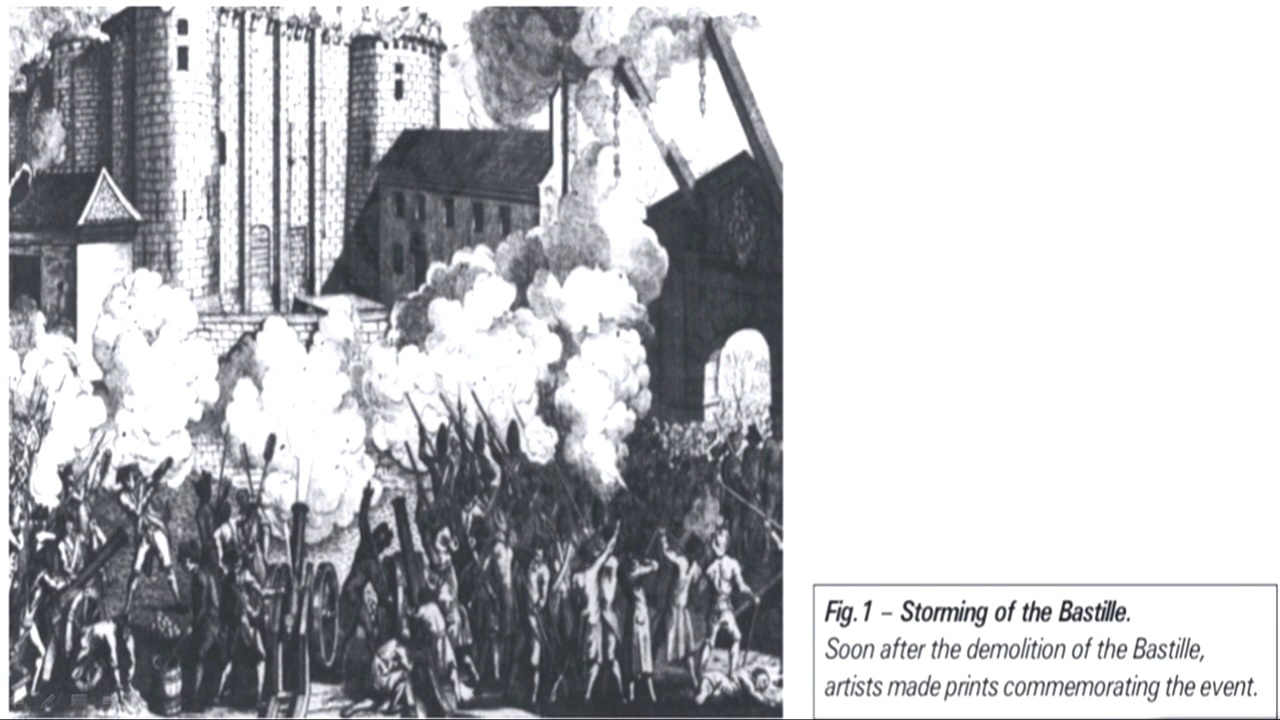 Fig. 1 – Storming of the Bastille.
Soon after the demolition of the Bastille,
artists made prints commemorating the event.